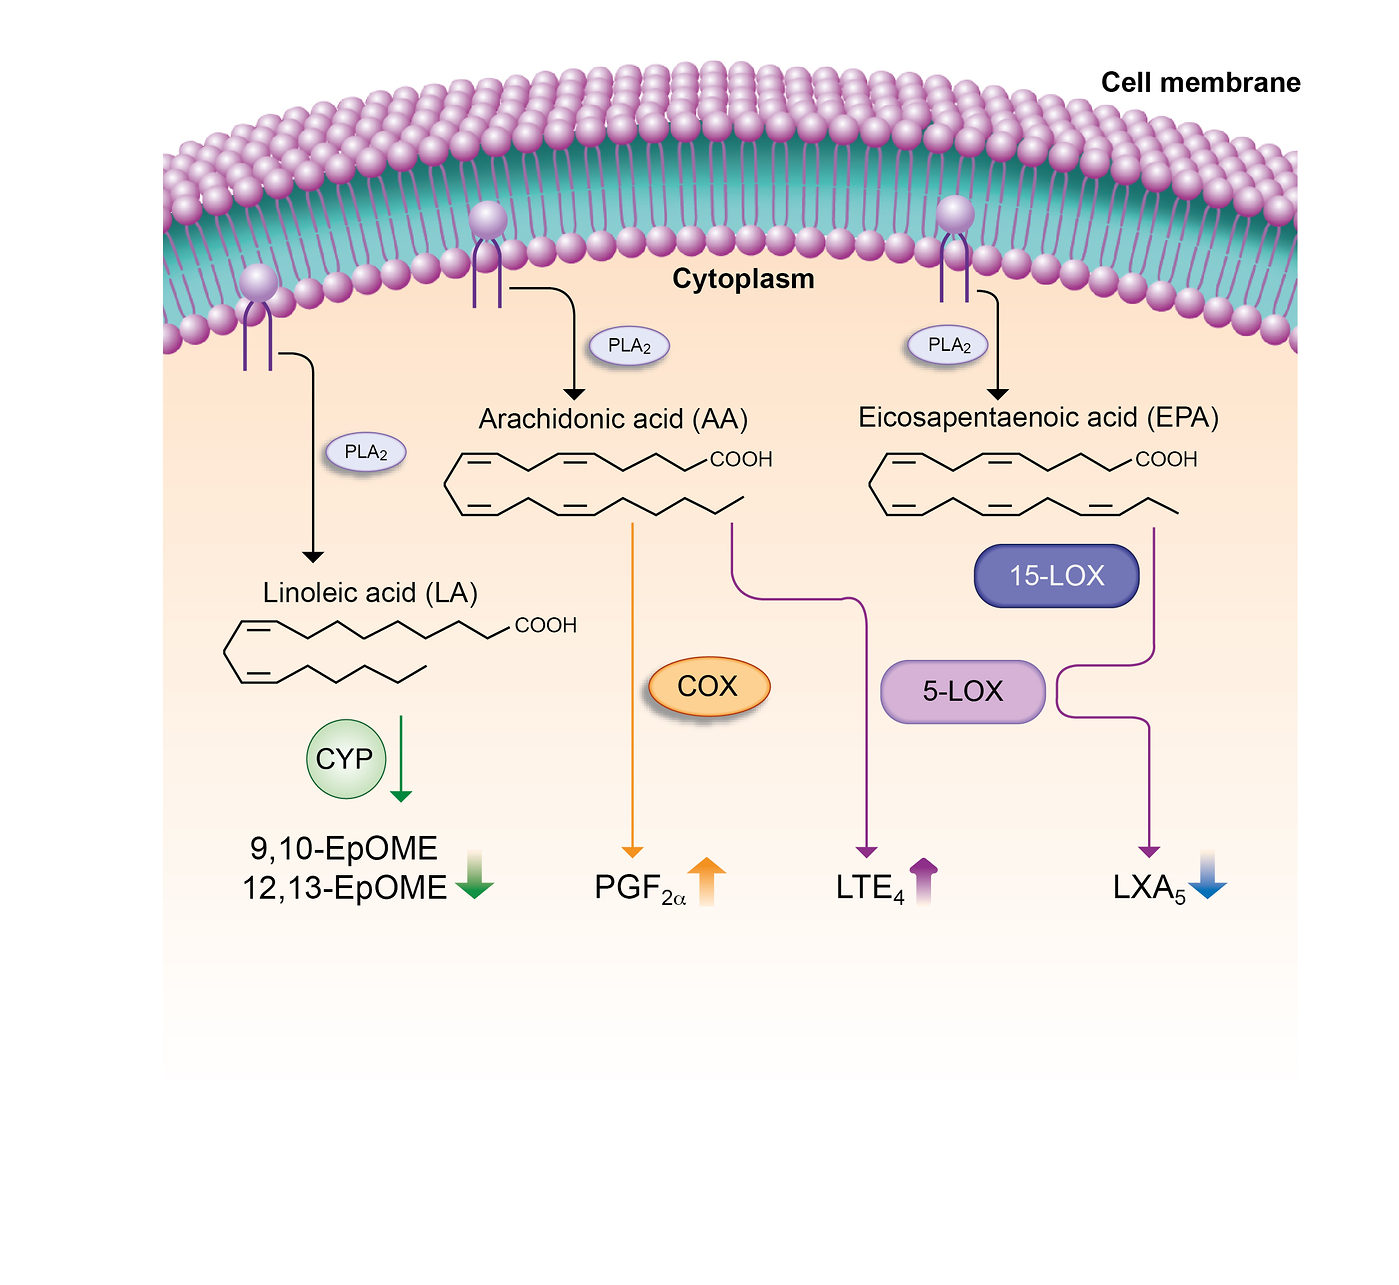 Cell membrane
Cytoplasm
PLA₂
PLA₂
Arachidonic acid (AA)
Eicosapentaenoic acid (EPA)
PLA₂
COOH
COOH
15-LOX
Linoleic acid (LA)
COOH
COX
5-LOX
CYP
9,10-EpOME
12,13-EpOME
PGF₂α
LTE₄
LXA₅